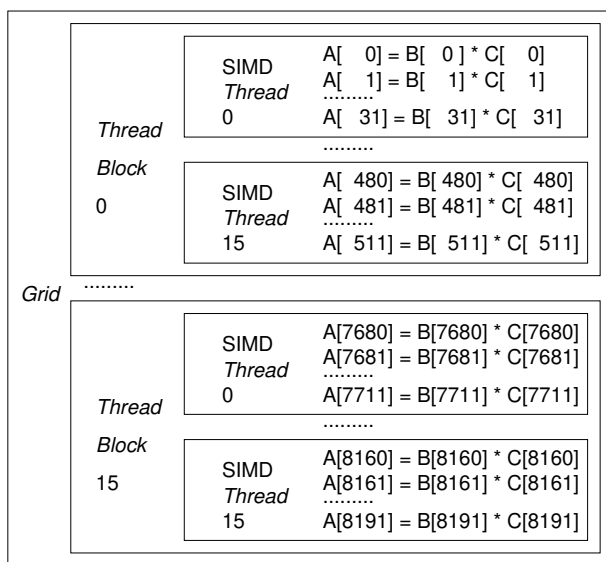 SIMD
Thread
0
A[ 0] = B[ 0 ] * C[ 0]
A[ 1] = B[ 1] * C[ 1]
.........
A[ 31] = B[ 31] * C[ 31]
.........
Thread
Block
0
SIMD
Thread
15
A[ 480] = B[ 480] * C[ 480]
A[ 481] = B[ 481] * C[ 481]
.........
A[ 511] = B[ 511] * C[ 511]
Grid
.........
SIMD
Thread
0
A[7680] = B[7680] * C[7680]
A[7681] = B[7681] * C[7681]
.........
A[7711] = B[7711] * C[7711]
.........
Thread
Block
15
SIMD
Thread
15
A[8160] = B[8160] * C[8160]
A[8161] = B[8161] * C[8161]
.........
A[8191] = B[8191] * C[8191]